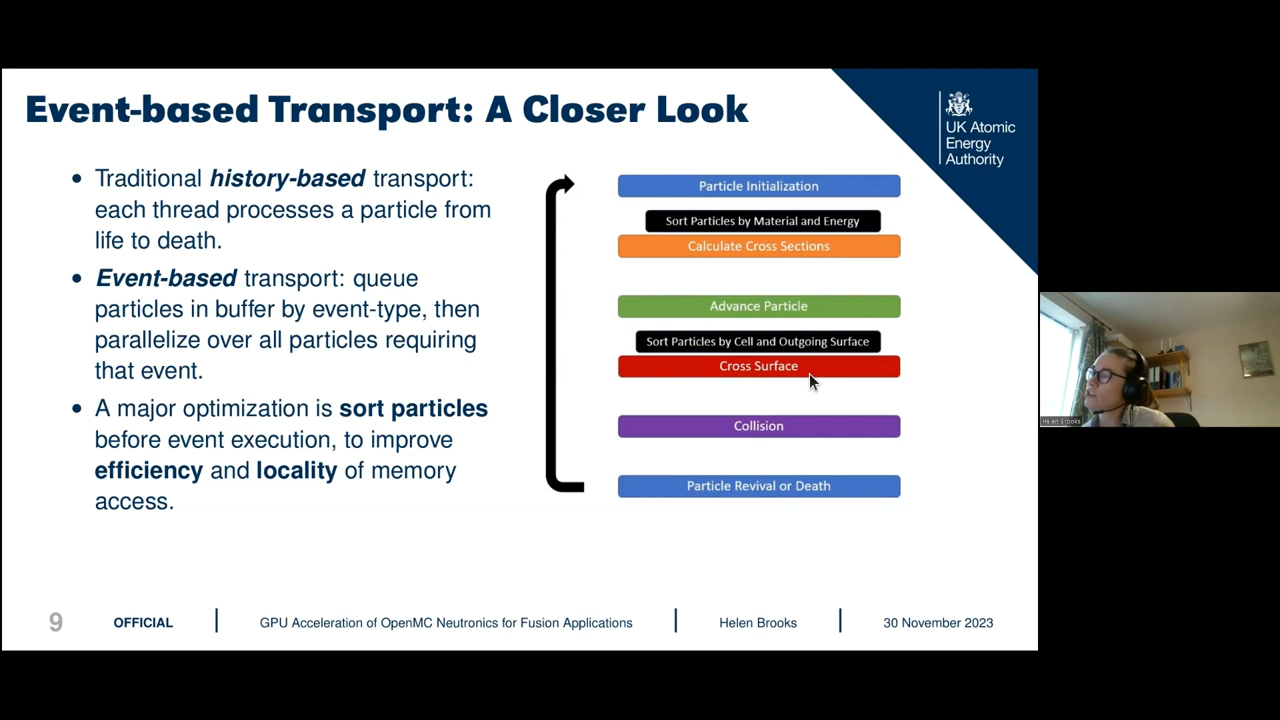 Event-based Transport: A Closer Look
UK Atomic
Energy
Authority
• Traditional history-based transport:
each thread processes a particle from
life to death.
• Event-based transport: queue
particles in buffer by event-type, then
parallelize over all particles requiring
that event.
• A major optimization is sort particles
before event execution, to improve
efficiency and locality of memory
access.
Particle Initialization
Sort Particles by Material and Energy
Calculate Cross Sections
Advance Particle
Sort Particles by Cell and Outgoing Surface
Cross Surface
Collision
Particle Revival or Death
Helen Brooks
9 OFFICIAL GPU Acceleration of OpenMC Neutronics for Fusion Applications Helen Brooks 30 November 2023